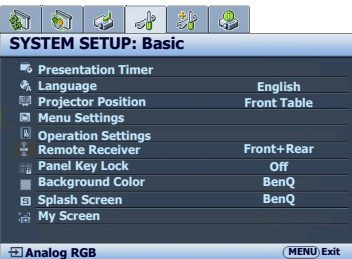 SYSTEM SETUP: Basic
Presentation Timer
Language English
Projector Position Front Table
Menu Settings
Operation Settings
Remote Receiver Front+Rear
Panel Key Lock Off
Background Color BenQ
Splash Screen BenQ
My Screen
Analog RGB MENU Exit